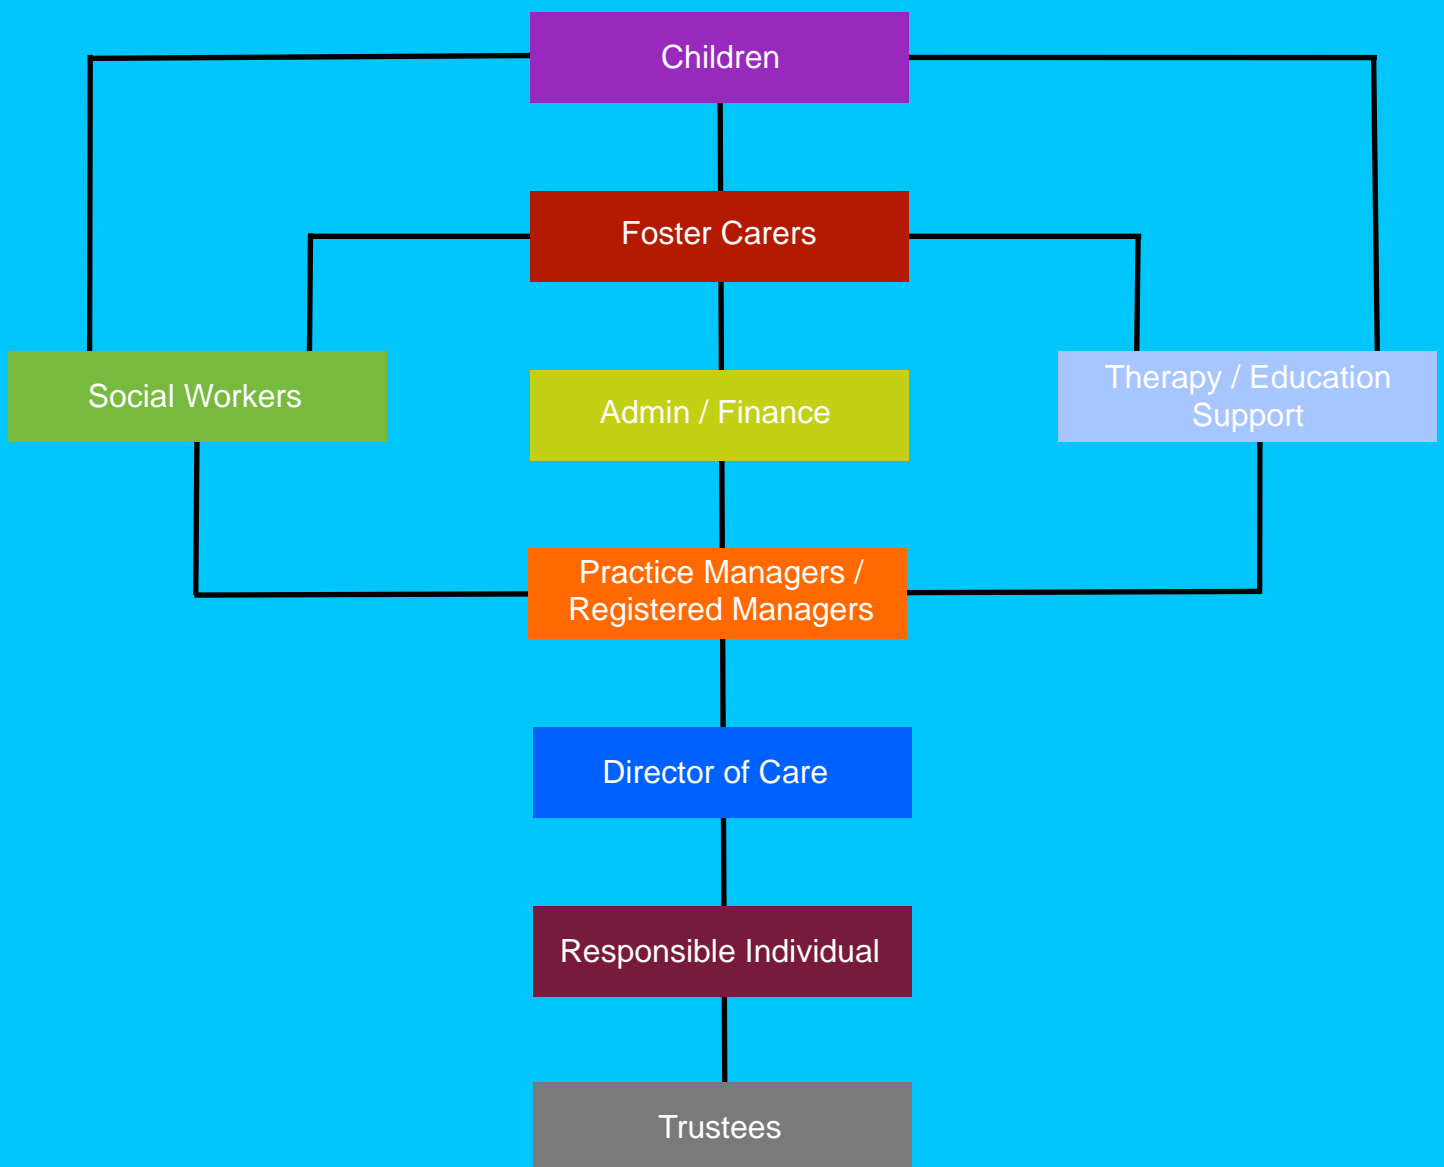 Children
Foster Carers
Social Workers
Admin / Finance
Therapy / Education
Support
Practice Managers /
Registered Managers
Director of Care
Responsible Individual
Trustees